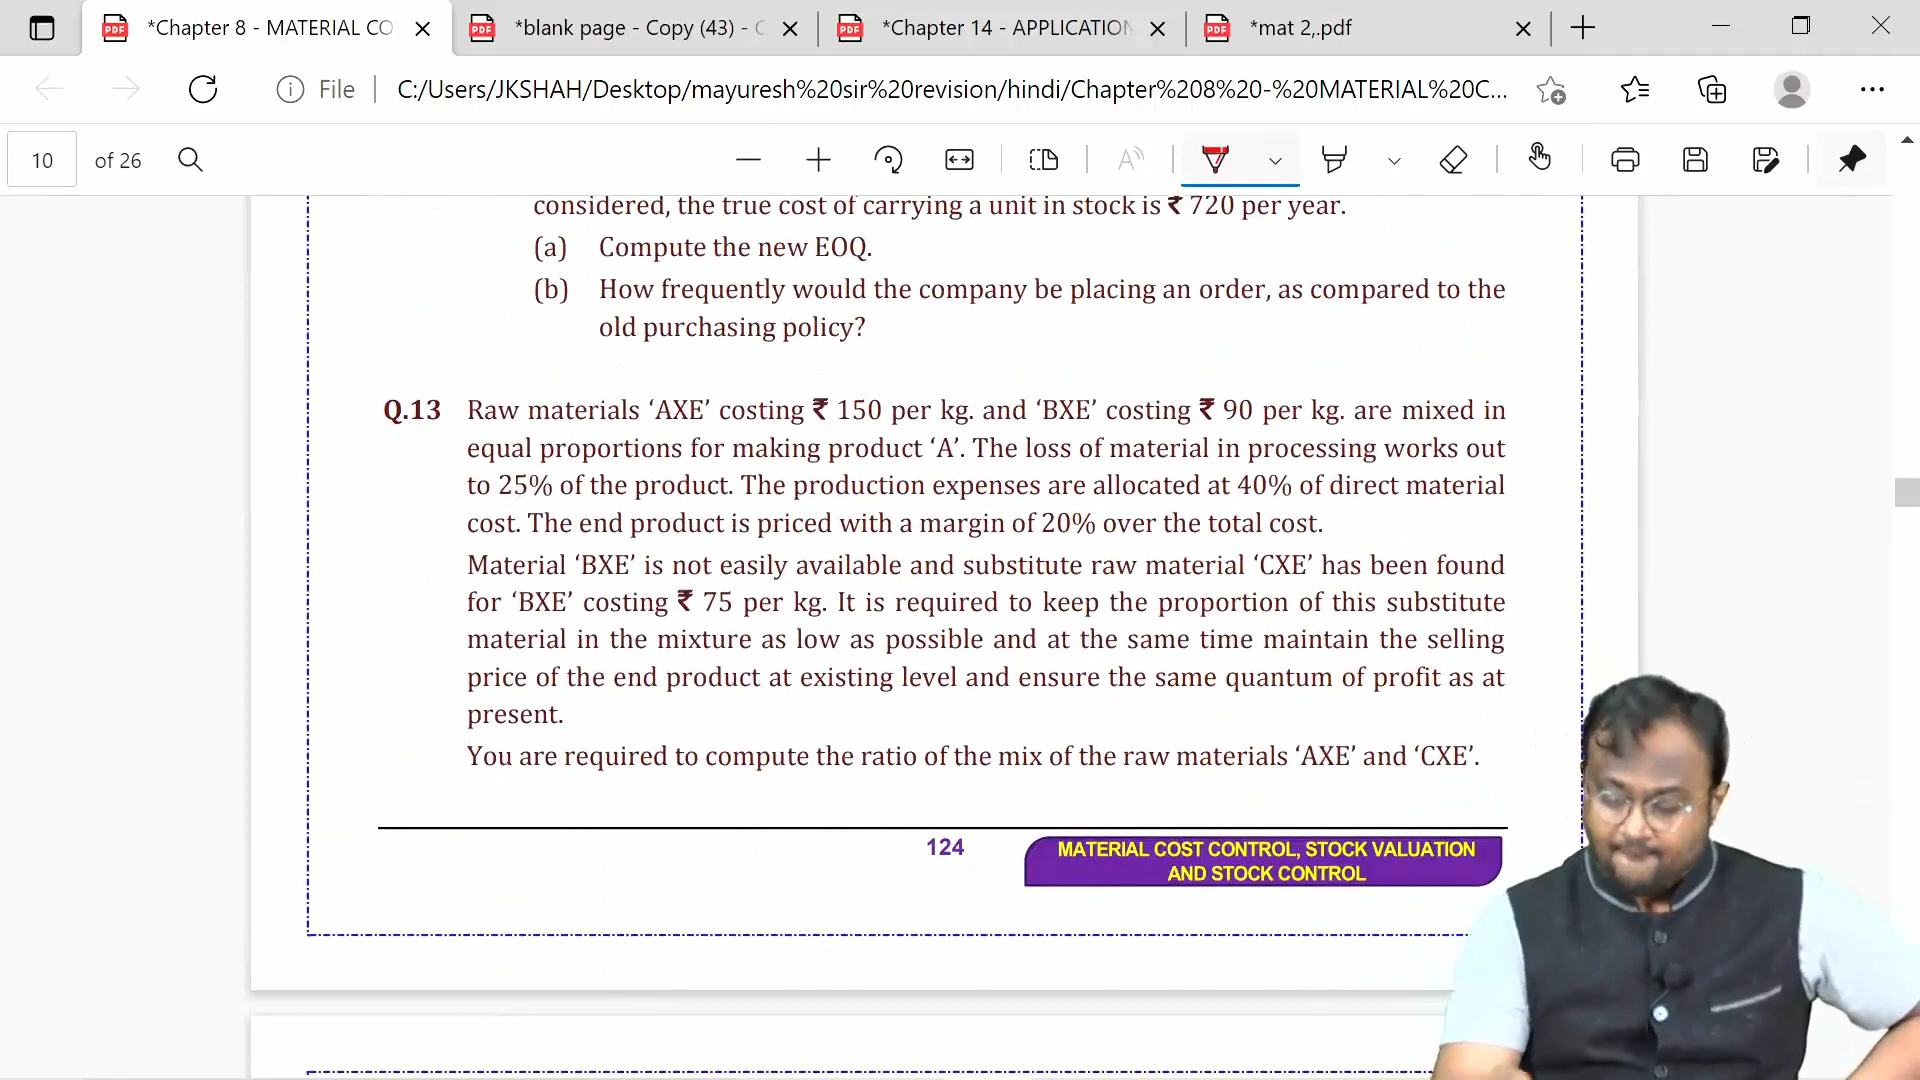 *Chapter 8 - MATERIAL CO
*blank page - Copy (43) - C
*Chapter 14 - APPLICATION
*mat 2,.pdf
File
C:/Users/JKSHAH/Desktop/mayuresh%20sir%20revision/hindi/Chapter%208%20-%20MATERIAL%20C...
10 of 26
considered, the true cost of carrying a unit in stock is ₹ 720 per year.
(a) Compute the new EOQ.
(b) How frequently would the company be placing an order, as compared to the
old purchasing policy?
Q.13 Raw materials ‘AXE’ costing ₹ 150 per kg. and ‘BXE’ costing ₹ 90 per kg. are mixed in
equal proportions for making product ‘A’. The loss of material in processing works out
to 25% of the product. The production expenses are allocated at 40% of direct material
cost. The end product is priced with a margin of 20% over the total cost.
Material ‘BXE’ is not easily available and substitute raw material ‘CXE’ has been found
for ‘BXE’ costing ₹ 75 per kg. It is required to keep the proportion of this substitute
material in the mixture as low as possible and at the same time maintain the selling
price of the end product at existing level and ensure the same quantum of profit as at
present.
You are required to compute the ratio of the mix of the raw materials ‘AXE’ and ‘CXE’.
124
MATERIAL COST CONTROL, STOCK VALUATION
AND STOCK CONTROL